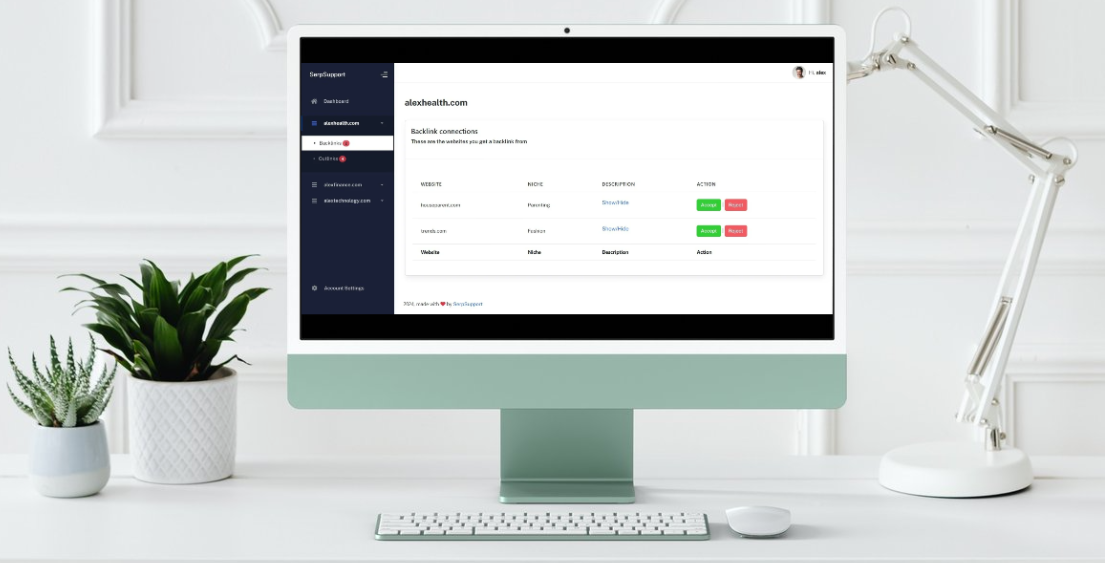 SerpSupport
Hi, alex
Dashboard
alexhealth.com
Backlinks
Outlinks
alexfinance.com
alextechnology.com
Account Settings
alexhealth.com
Backlink connections
These are the websites you get a backlink from
WEBSITE NICHE DESCRIPTION ACTION
Parenting Show/Hide Accept Reject
trends.com Fashion Show/Hide Accept Reject
Website Niche Description Action
2024, made with ❤ by SerpSupport